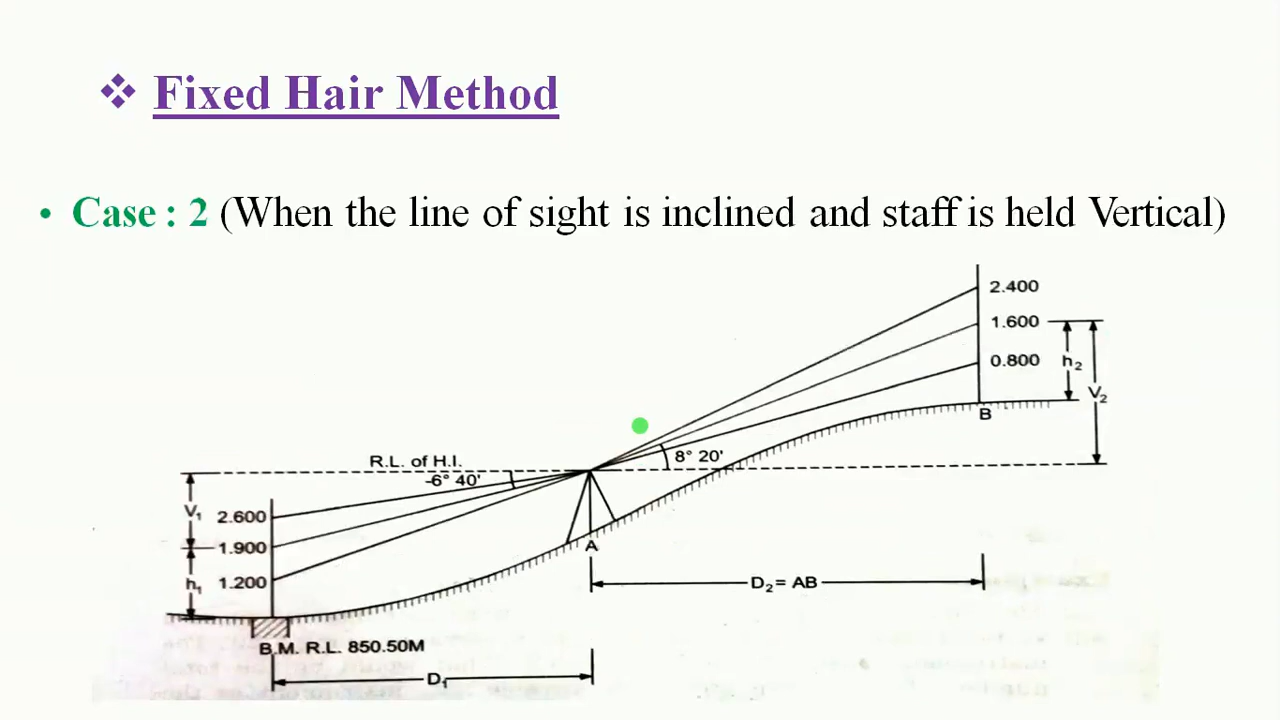 ❖ Fixed Hair Method
• Case : 2 (When the line of sight is inclined and staff is held Vertical)
2.400
1.600
0.800
h₂
V₂
B
8° 20'
R.L. of H.I.
-6° 40'
V₁
2.600
1.900
h₁
1.200
A
D₂ = AB
B.M. R.L. 850.50M
D₁